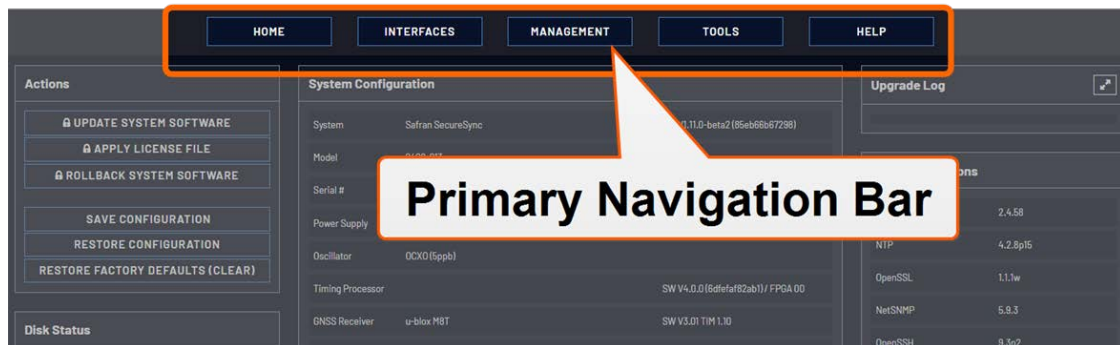 HOME INTERFACES MANAGEMENT TOOLS HELP
Actions
UPDATE SYSTEM SOFTWARE
APPLY LICENSE FILE
ROLLBACK SYSTEM SOFTWARE
SAVE CONFIGURATION
RESTORE CONFIGURATION
RESTORE FACTORY DEFAULTS (CLEAR)
Disk Status
System Configuration
System Safran SecureSync V1.11.0-beta2 (85eb66b67298)
Model
Serial #
Power Supply
Oscillator OCXO (5ppb)
Timing Processor SW V4.0.0 (6dfefaf82ab1) / FPGA 00
GNSS Receiver u-blox M8T SW V3.01 TIM 1.10
Primary Navigation Bar
Upgrade Log
2.4.58
NTP 4.2.8p15
OpenSSL 1.1.1w
NetSNMP 5.9.3
OpenSSH 9.3p2